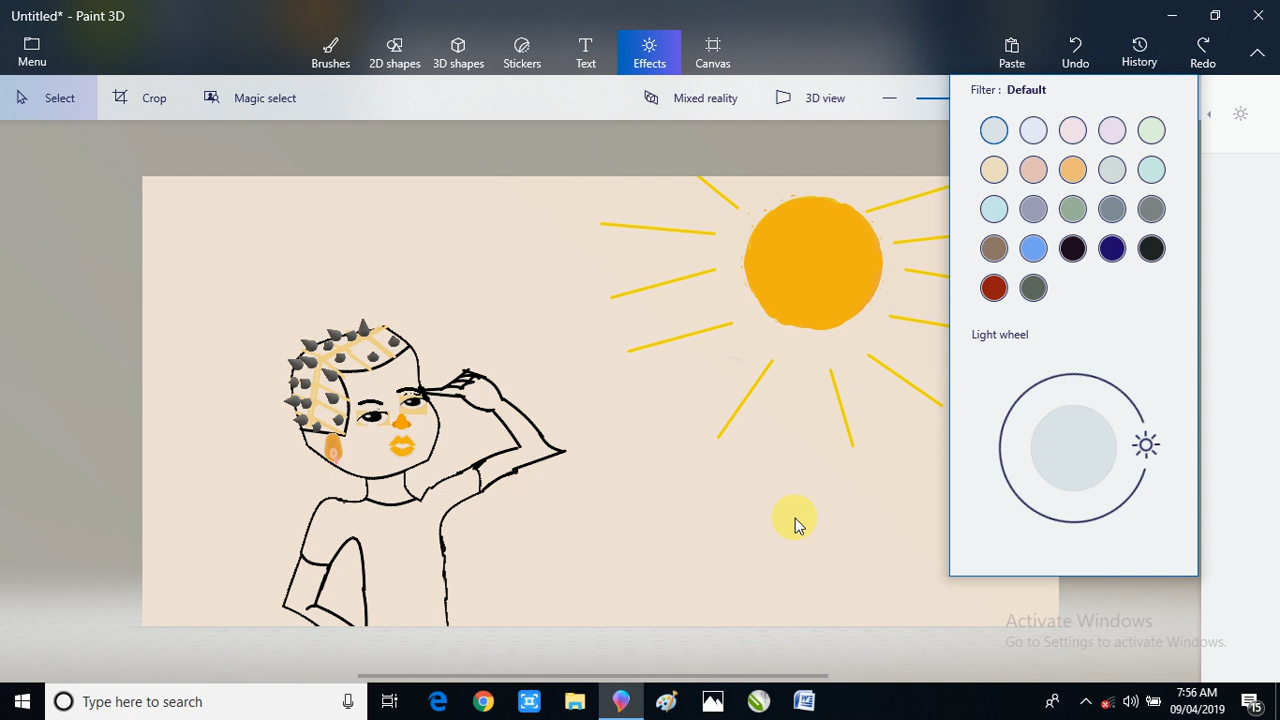 Untitled* - Paint 3D
Menu
Brushes
2D shapes
3D shapes
Stickers
Text
Effects
Canvas
Paste
Undo
History
Redo
Select
Crop
Magic select
Mixed reality
3D view
Filter : Default
Light wheel
Activate Windows
Go to Settings to activate Windows.
Type here to search
7:56 AM
09/04/2019
15